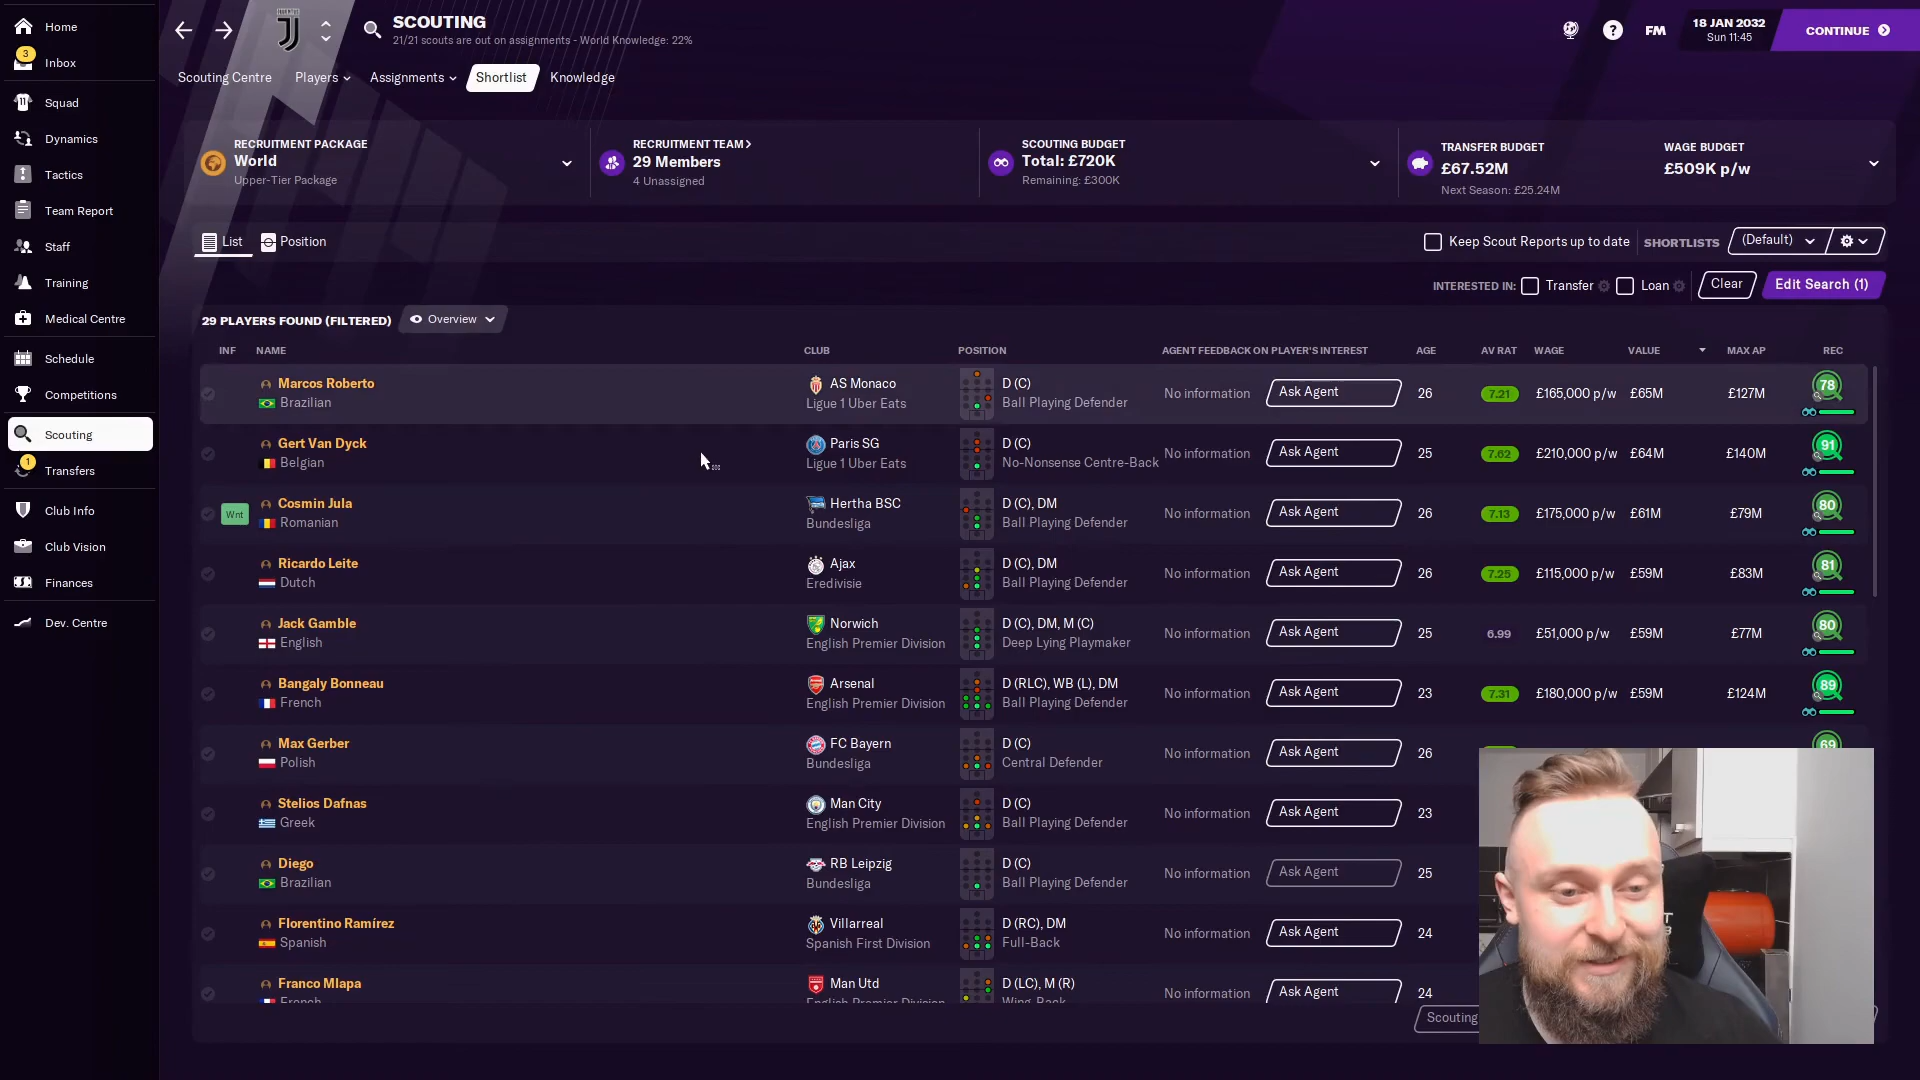 Home
3
Inbox
Squad
Dynamics
Tactics
Team Report
Staff
Training
Medical Centre
Schedule
Competitions
Scouting
1
Transfers
Club Info
Club Vision
Finances
Dev. Centre
SCOUTING
21/21 scouts are out on assignments - World Knowledge: 22%
FM
18 JAN 2032
Sun 11:45
CONTINUE
Scouting Centre Players Assignments Shortlist Knowledge
RECRUITMENT PACKAGE
World
Upper-Tier Package
RECRUITMENT TEAM
29 Members
4 Unassigned
SCOUTING BUDGET
Total: £720K
Remaining: £300K
TRANSFER BUDGET
£67.52M
Next Season: £25.24M
WAGE BUDGET
£509K p/w
List Position
Keep Scout Reports up to date SHORTLISTS (Default)
INTERESTED IN: Transfer Loan Clear Edit Search (1)
29 PLAYERS FOUND (FILTERED) Overview
INF NAME CLUB POSITION AGENT FEEDBACK ON PLAYER'S INTEREST AGE AV RAT WAGE VALUE MAX AP REC
Marcos Roberto AS Monaco D (C) No information Ask Agent 26 7.21 £165,000 p/w £65M £127M 78
Brazilian Ligue 1 Uber Eats Ball Playing Defender
Gert Van Dyck Paris SG D (C) No information Ask Agent 25 7.62 £210,000 p/w £64M £140M 91
Belgian Ligue 1 Uber Eats No-Nonsense Centre-Back
Wnt Cosmin Jula Hertha BSC D (C), DM No information Ask Agent 26 7.13 £175,000 p/w £61M £79M 80
Romanian Bundesliga Ball Playing Defender
Ricardo Leite Ajax D (C), DM No information Ask Agent 26 7.25 £115,000 p/w £59M £83M 81
Dutch Eredivisie Ball Playing Defender
Jack Gamble Norwich D (C), DM, M (C) No information Ask Agent 25 6.99 £51,000 p/w £59M £77M 80
English English Premier Division Deep Lying Playmaker
Bangaly Bonneau Arsenal D (RLC), WB (L), DM No information Ask Agent 23 7.31 £180,000 p/w £59M £124M 89
French English Premier Division Ball Playing Defender
Max Gerber FC Bayern D (C) No information Ask Agent 26 69
Polish Bundesliga Central Defender
Stelios Dafnas Man City D (C) No information Ask Agent 23
Greek English Premier Division Ball Playing Defender
Diego RB Leipzig D (C) No information Ask Agent 25
Brazilian Bundesliga Ball Playing Defender
Florentino Ramírez Villarreal D (RC), DM No information Ask Agent 24
Spanish Spanish First Division Full-Back
Franco Mlapa Man Utd D (LC), M (R) No information Ask Agent 24
French English Premier Division Wing-Back
Scouting